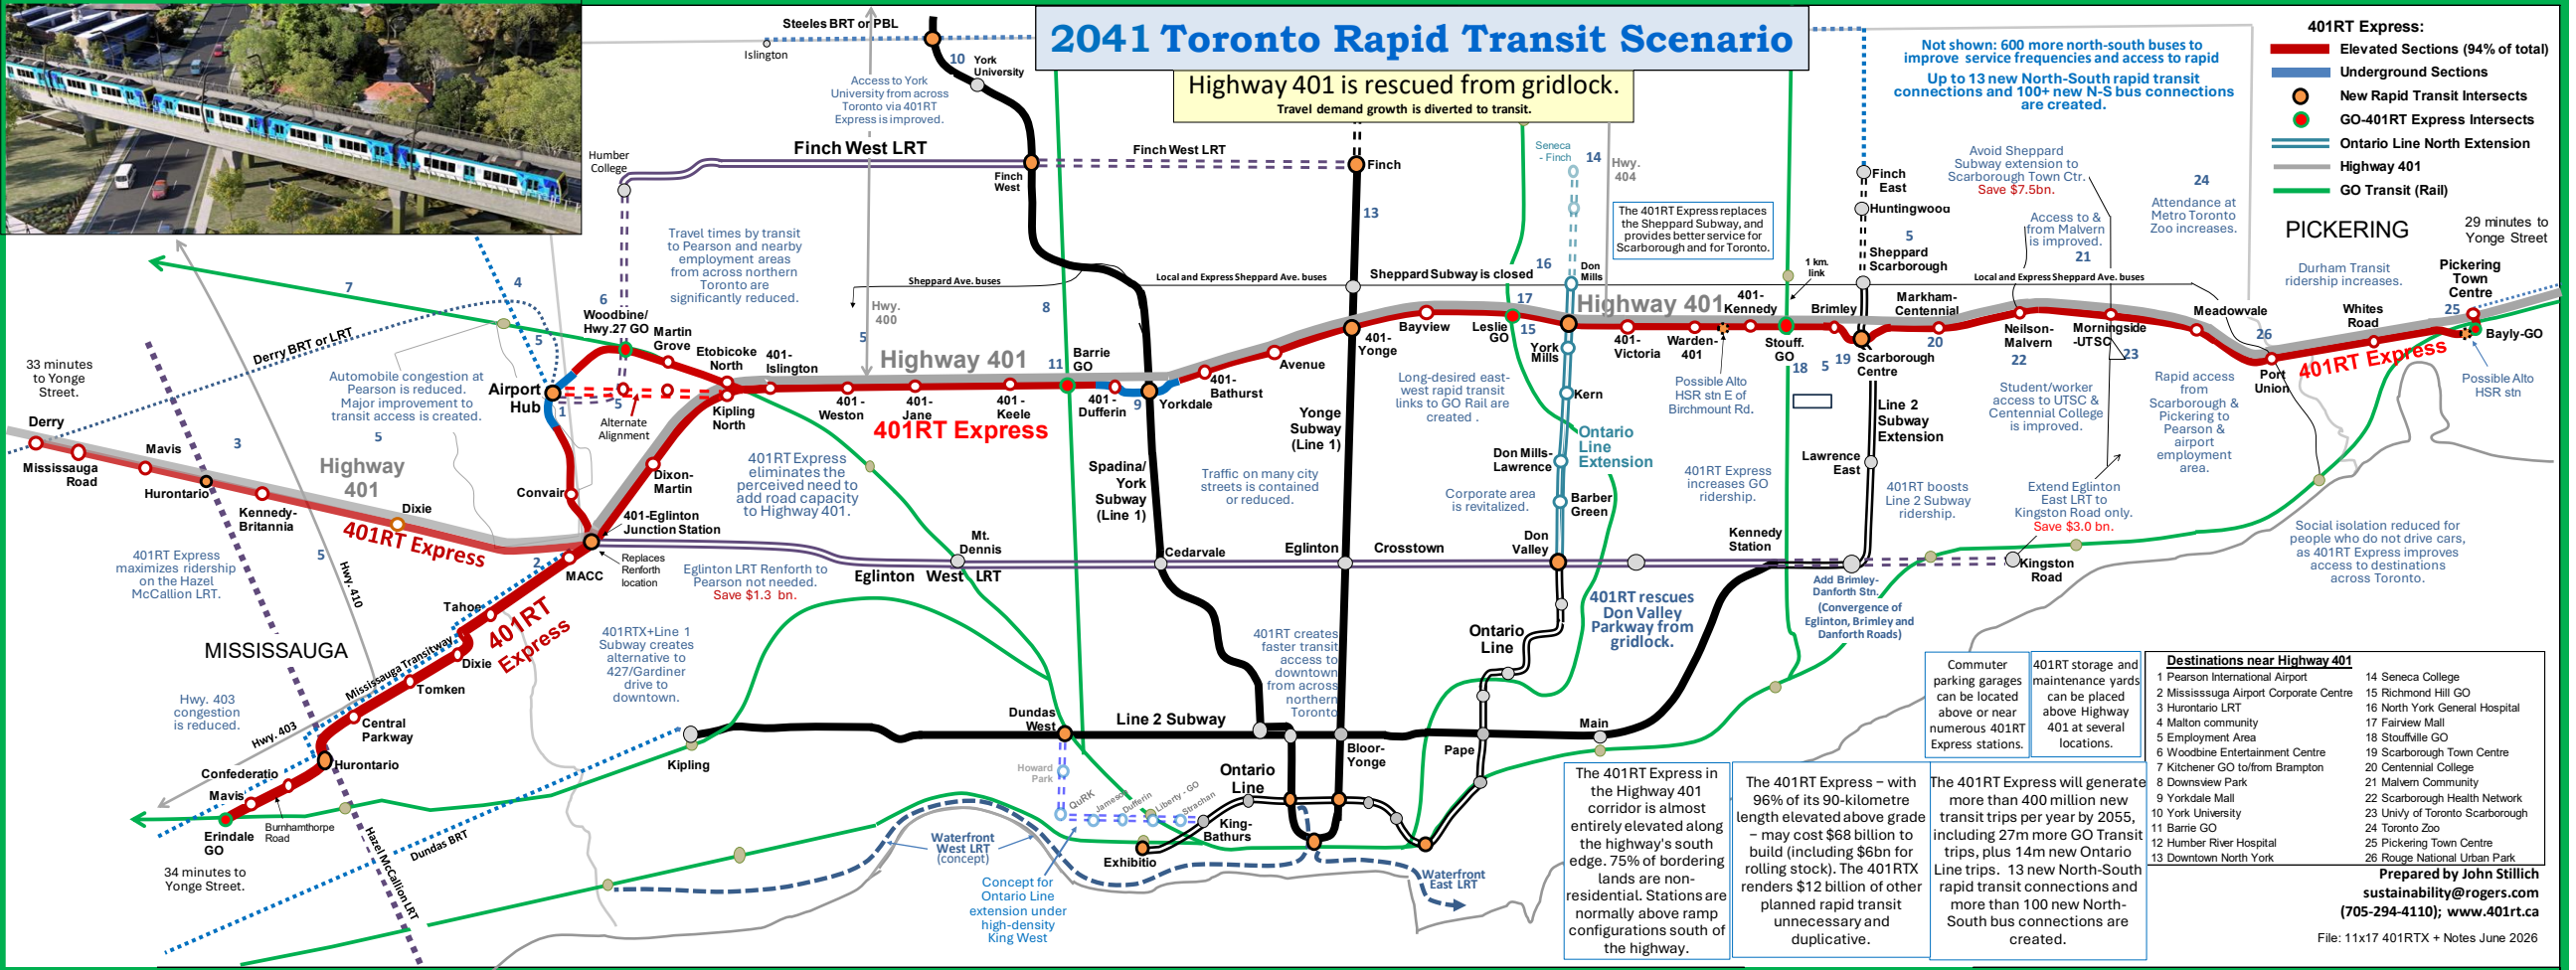 2041 Toronto Rapid Transit Scenario
Highway 401 is rescued from gridlock.
Travel demand growth is diverted to transit.
Steeles BRT or PBL
Islington
10
York
University
Access to York
University from across
Toronto via 401RT
Express is improved.
Not shown: 600 more north-south buses to
improve service frequencies and access to rapid
Up to 13 new North-South rapid transit
connections and 100+ new N-S bus connections
are created.
401RT Express:
Elevated Sections (94% of total)
Underground Sections
New Rapid Transit Intersects
GO-401RT Express Intersects
Ontario Line North Extension
Highway 401
GO Transit (Rail)
PICKERING
29 minutes to
Yonge Street
Humber
College
Finch West LRT
Finch
West
Finch West LRT
Finch
13
Seneca
- Finch
14
Hwy.
404
The 401RT Express replaces
the Sheppard Subway, and
provides better service for
Scarborough and for Toronto.
Finch
East
Huntingwood
5
Sheppard
Scarborough
Avoid Sheppard
Subway extension to
Scarborough Town Ctr.
Save $7.5bn.
Access to &
from Malvern
is improved.
21
24
Attendance at
Metro Toronto
Zoo increases.
Durham Transit
ridership increases.
Pickering
Town
Centre
25
Bayly-GO
Possible Alto
HSR stn
Travel times by transit
to Pearson and nearby
employment areas
from across northern
Toronto are
significantly reduced.
Sheppard Ave. buses
Hwy.
400
5
8
Local and Express Sheppard Ave. buses
Sheppard Subway is closed
16
Don
Mills
1 km.
link
Local and Express Sheppard Ave. buses
7
4
5
6
Woodbine/
Hwy.27 GO
Martin
Grove
Etobicoke
North
401-
Islington
Highway 401
11
Barrie
GO
401-
Yonge
Bayview
17
Leslie
GO
15
Highway 401
401-
Kennedy
Brimley
Markham-
Centennial
Neilson-
Malvern
Morningside
-UTSC
Meadowvale
Whites
Road
26
Port
Union
401RT Express
Derry BRT or LRT
33 minutes
to Yonge
Street.
Automobile congestion at
Pearson is reduced.
Major improvement to
transit access is created.
5
Airport
Hub
1
5
Alternate
Alignment
Kipling
North
401-
Weston
401-
Jane
401-
Keele
401-
Dufferin
9
Yorkdale
401-
Bathurst
Avenue
401RT Express
York
Mills
401-
Victoria
Warden-
401
Stouff.
GO
18
5
19
Scarborough
Centre
20
22
23
Possible Alto
HSR stn E of
Birchmount Rd.
Long-desired east-
west rapid transit
links to GO Rail are
created .
Kern
Student/worker
access to UTSC &
Centennial College
is improved.
Rapid access
from
Scarborough &
Pickering to
Pearson &
airport
employment
area.
Derry
Mississauga
Road
Mavis
3
Hurontario
Kennedy-
Britannia
Highway
401
Dixie
401RT Express
Convair
Dixon-
Martin
401-Eglinton
Junction Station
401RT Express
eliminates the
perceived need to
add road capacity
to Highway 401.
Spadina/
York
Subway
(Line 1)
Yonge
Subway
(Line 1)
Traffic on many city
streets is contained
or reduced.
Don Mills-
Lawrence
Ontario
Line
Extension
Corporate area
is revitalized.
Barber
Green
401RT Express
increases GO
ridership.
Line 2
Subway
Extension
Lawrence
East
401RT boosts
Line 2 Subway
ridership.
Extend Eglinton
East LRT to
Kingston Road only.
Save $3.0 bn.
Social isolation reduced for
people who do not drive cars,
as 401RT Express improves
access to destinations
across Toronto.
401RT Express
maximizes ridership
on the Hazel
McCallion LRT.
5
Hwy. 410
2
MACC
Replaces
Renforth
location
Eglinton LRT Renforth to
Pearson not needed.
Save $1.3 bn.
Mt.
Dennis
Eglinton West LRT
Cedarvale
Eglinton
Crosstown
Don
Valley
Kennedy
Station
Add Brimley-
Danforth Stn.
(Convergence of
Eglinton, Brimley and
Danforth Roads)
Kingston
Road
MISSISSAUGA
Tahoe
401RT
Express
Mississauga Transitway
Dixie
Tomken
Central
Parkway
Hwy. 403
Hwy. 403
congestion
is reduced.
401RTX+Line 1
Subway creates
alternative to
427/Gardiner
drive to
downtown.
401RT creates
faster transit
access to
downtown
from across
northern
Toronto
Ontario
Line
401RT rescues
Don Valley
Parkway from
gridlock.
Hurontario
Confederatio
Mavis
Burnhamthorpe
Road
Erindale
GO
34 minutes to
Yonge Street.
Hazel McCallion LRT
Dundas BRT
Kipling
Dundas
West
Line 2 Subway
Bloor-
Yonge
Pape
Main
Howard
Park
QuRK
Jameson
Dufferin
Liberty - GO
Strachan
Ontario
Line
King-
Bathurs
Exhibitio
Waterfront
West LRT
(concept)
Concept for
Ontario Line
extension under
high-density
King West
Waterfront
East LRT
Commuter
parking garages
can be located
above or near
numerous 401RT
Express stations.
401RT storage and
maintenance yards
can be placed
above Highway
401 at several
locations.
The 401RT Express in
the Highway 401
corridor is almost
entirely elevated along
the highway's south
edge. 75% of bordering
lands are non-
residential. Stations are
normally above ramp
configurations south of
the highway.
The 401RT Express – with
96% of its 90-kilometre
length elevated above grade
– may cost $68 billion to
build (including $6bn for
rolling stock). The 401RTX
renders $12 billion of other
planned rapid transit
unnecessary and
duplicative.
The 401RT Express will generate
more than 400 million new
transit trips per year by 2055,
including 27m more GO Transit
trips, plus 14m new Ontario
Line trips. 13 new North-South
rapid transit connections and
more than 100 new North-
South bus connections are
created.
Destinations near Highway 401
1 Pearson International Airport
2 Mississsuga Airport Corporate Centre
3 Hurontario LRT
4 Malton community
5 Employment Area
6 Woodbine Entertainment Centre
7 Kitchener GO to/from Brampton
8 Downsview Park
9 Yorkdale Mall
10 York University
11 Barrie GO
12 Humber River Hospital
13 Downtown North York
14 Seneca College
15 Richmond Hill GO
16 North York General Hospital
17 Fairview Mall
18 Stouffville GO
19 Scarborough Town Centre
20 Centennial College
21 Malvern Community
22 Scarborough Health Network
23 Univ/y of Toronto Scarborough
24 Toronto Zoo
25 Pickering Town Centre
26 Rouge National Urban Park
Prepared by John Stillich
sustainability@rogers.com
(705-294-4110); www.401rt.ca
File: 11x17 401RTX + Notes June 2026